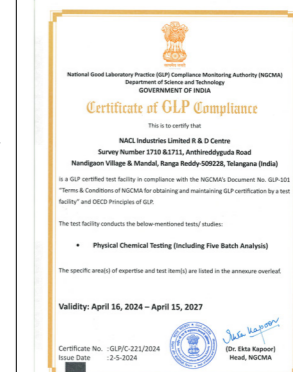 National Good Laboratory Practice (GLP) Compliance Monitoring Authority (NGCMA)
Department of Science and Technology
GOVERNMENT OF INDIA
Certificate of GLP Compliance
This is to certify that
NACL Industries Limited R & D Centre
Survey Number 1710 &1711, Anthireddyguda Road
Nandigaon Village & Mandal, Ranga Reddy-509228, Telangana (India)
is a GLP certified test facility in compliance with the NGCMA's Document No. GLP-101
"Terms & Conditions of NGCMA for obtaining and maintaining GLP certification by a test
facility" and OECD Principles of GLP.
The test facility conducts the below-mentioned tests/ studies:
• Physical Chemical Testing (Including Five Batch Analysis)
The specific area(s) of expertise and test item(s) are listed in the annexure overleaf.
Validity: April 16, 2024 – April 15, 2027
Ekta Kapoor
Certificate No. :GLP/C-221/2024
(Dr. Ekta Kapoor)
Issue Date :2-5-2024
Head, NGCMA